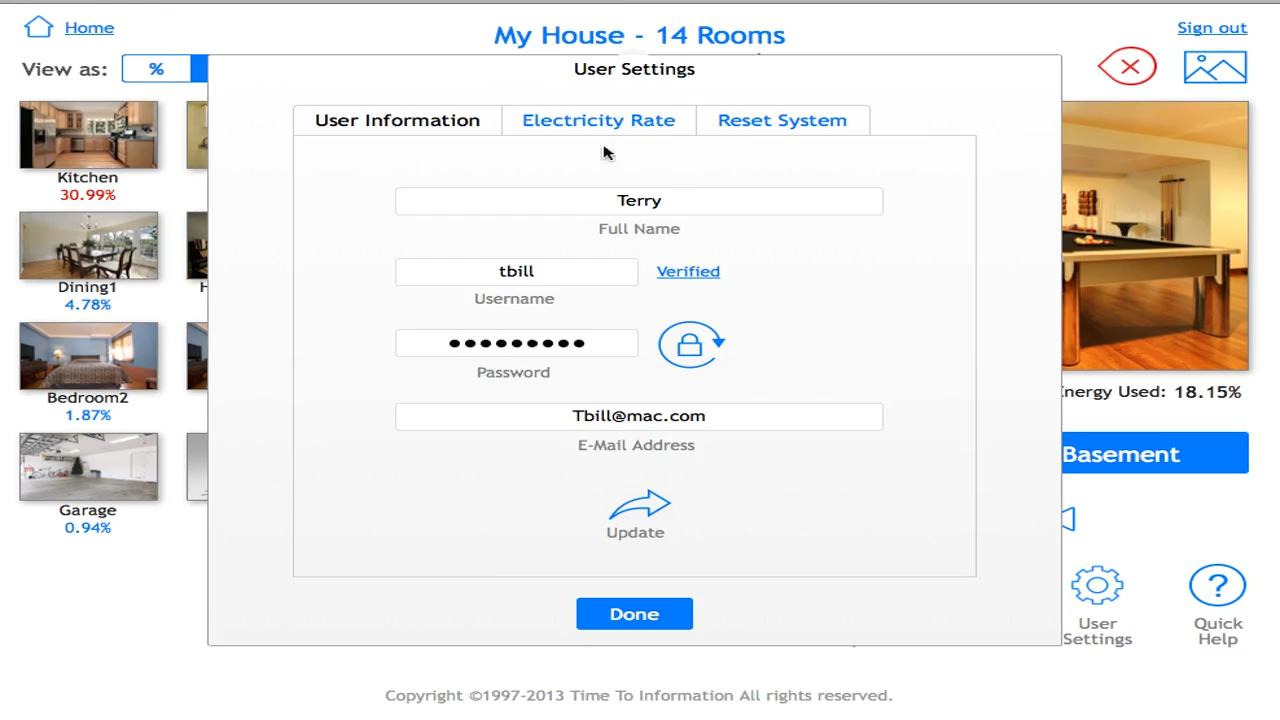 Home
My House - 14 Rooms
Sign out
View as:
%
User Settings
User Information
Electricity Rate
Reset System
Terry
Full Name
tbill
Verified
Username
●●●●●●●●●
Password
Tbill@mac.com
E-Mail Address
Update
Done
Kitchen
30.99%
Dining1
4.78%
Bedroom2
1.87%
Garage
0.94%
Energy Used: 18.15%
Basement
User
Settings
?
Quick
Help
Copyright ©1997-2013 Time To Information All rights reserved.